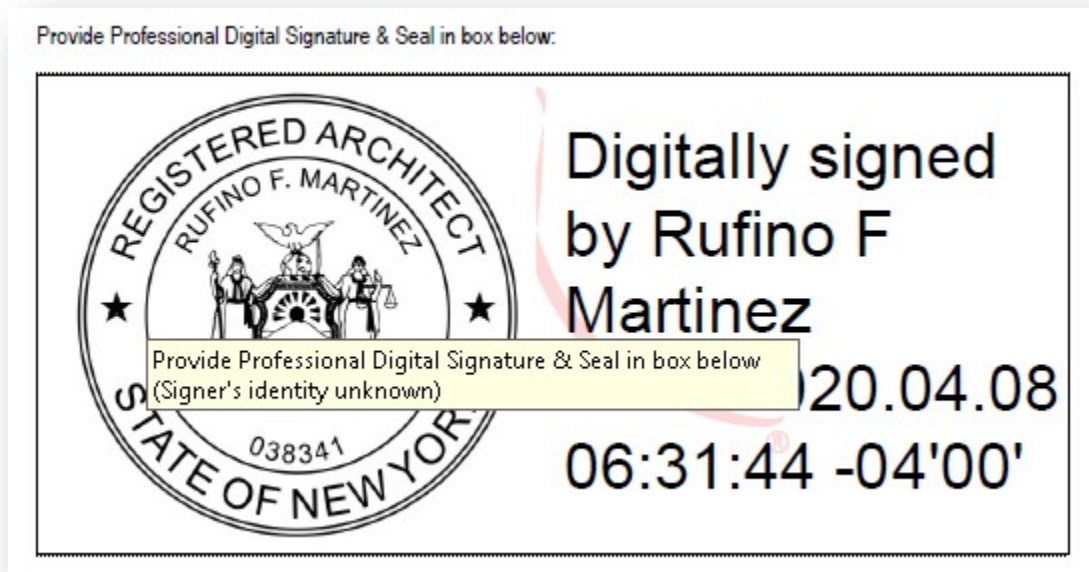 Provide Professional Digital Signature & Seal in box below:
REGISTERED ARCHITECT
RUFINO F. MARTINEZ
038341
STATE OF NEW YORK
Provide Professional Digital Signature & Seal in box below
(Signer's identity unknown)
Digitally signed
by Rufino F
Martinez
020.04.08
06:31:44 -04'00'
®